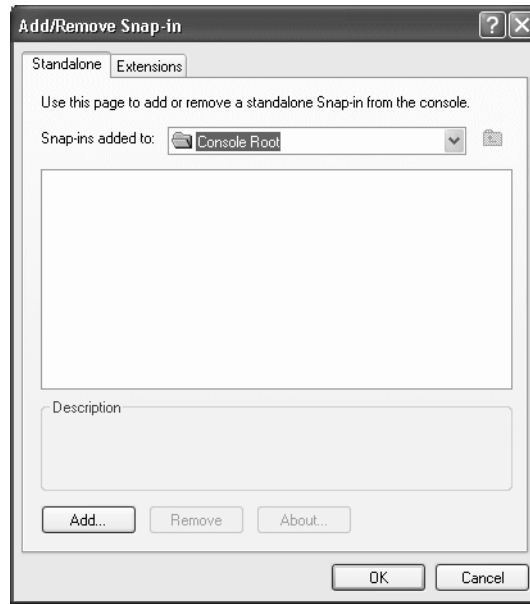 Add/Remove Snap-in
Standalone Extensions
Use this page to add or remove a standalone Snap-in from the console.
Snap-ins added to: Console Root
Description
Add... Remove About...
OK Cancel